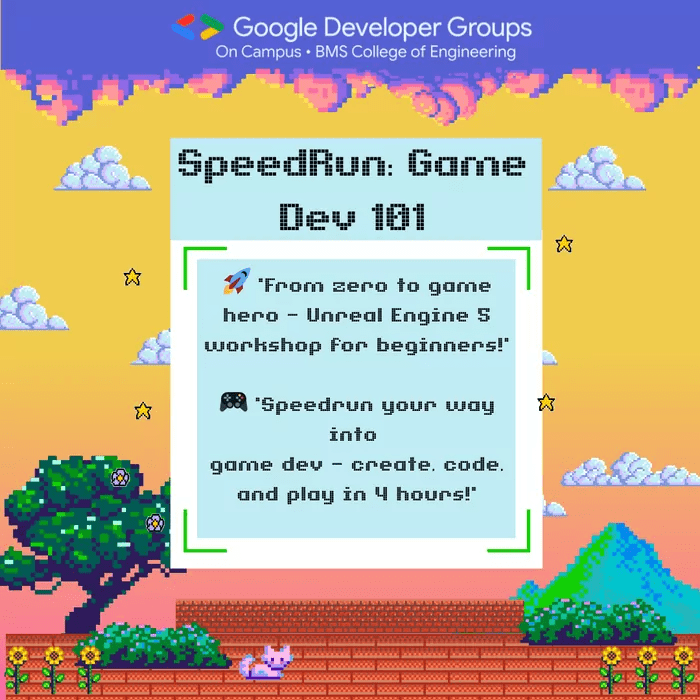 Google Developer Groups
On Campus • BMS College of Engineering
SpeedRun: Game
Dev 101
🚀 "From zero to game
hero – Unreal Engine 5
workshop for beginners!"
🎮 "Speedrun your way
into
game dev – create, code,
and play in 4 hours!"